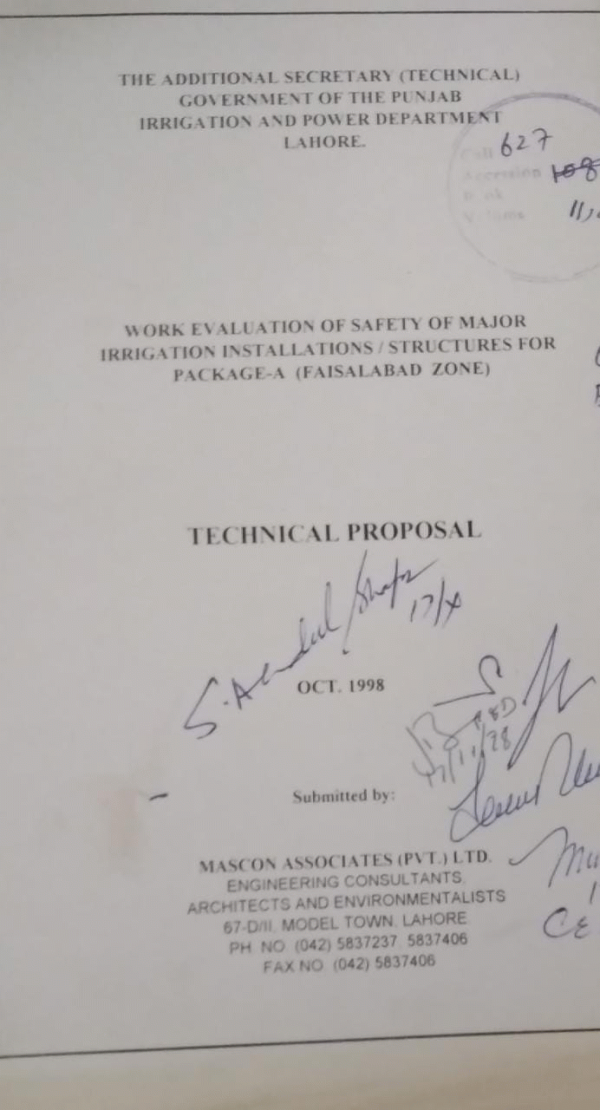 THE ADDITIONAL SECRETARY (TECHNICAL)
GOVERNMENT OF THE PUNJAB
IRRIGATION AND POWER DEPARTMENT
LAHORE.
627
Accession
WORK EVALUATION OF SAFETY OF MAJOR
IRRIGATION INSTALLATIONS / STRUCTURES FOR
PACKAGE-A (FAISALABAD ZONE)
TECHNICAL PROPOSAL
17/X
OCT. 1998
Submitted by:
MASCON ASSOCIATES (PVT.) LTD.
ENGINEERING CONSULTANTS,
ARCHITECTS AND ENVIRONMENTALISTS
67-D/II, MODEL TOWN, LAHORE
PH. NO. (042) 5837237, 5837406
FAX NO. (042) 5837406